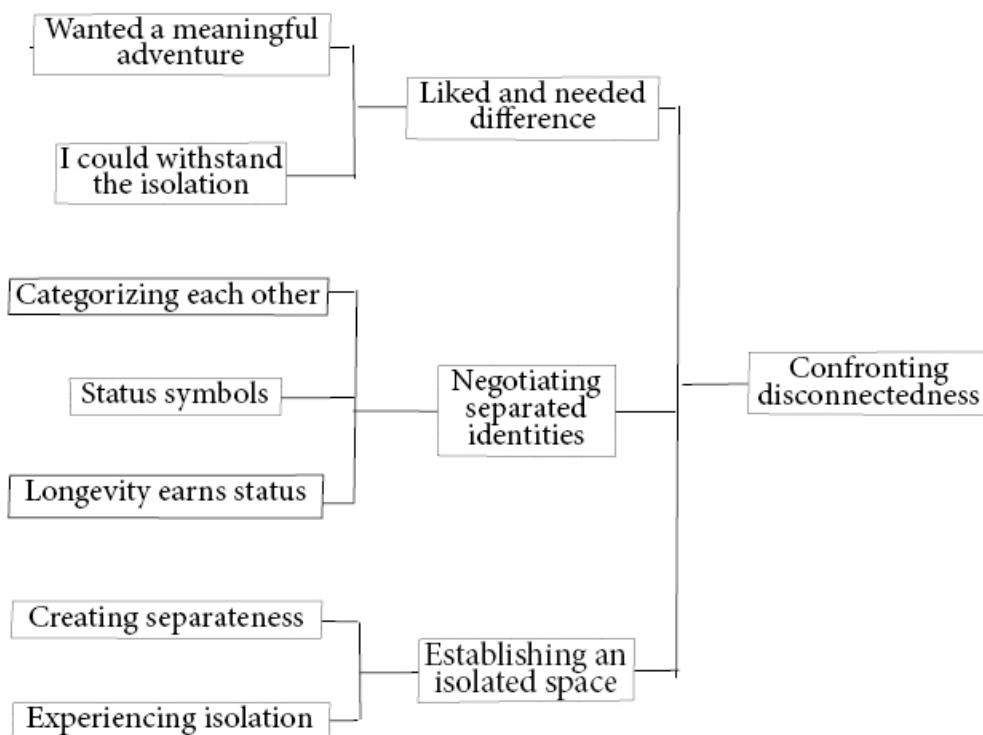 Wanted a meaningful
adventure
I could withstand
the isolation
Liked and needed
difference
Categorizing each other
Status symbols
Longevity earns status
Negotiating
separated
identities
Creating separateness
Experiencing isolation
Establishing an
isolated space
Confronting
disconnectedness